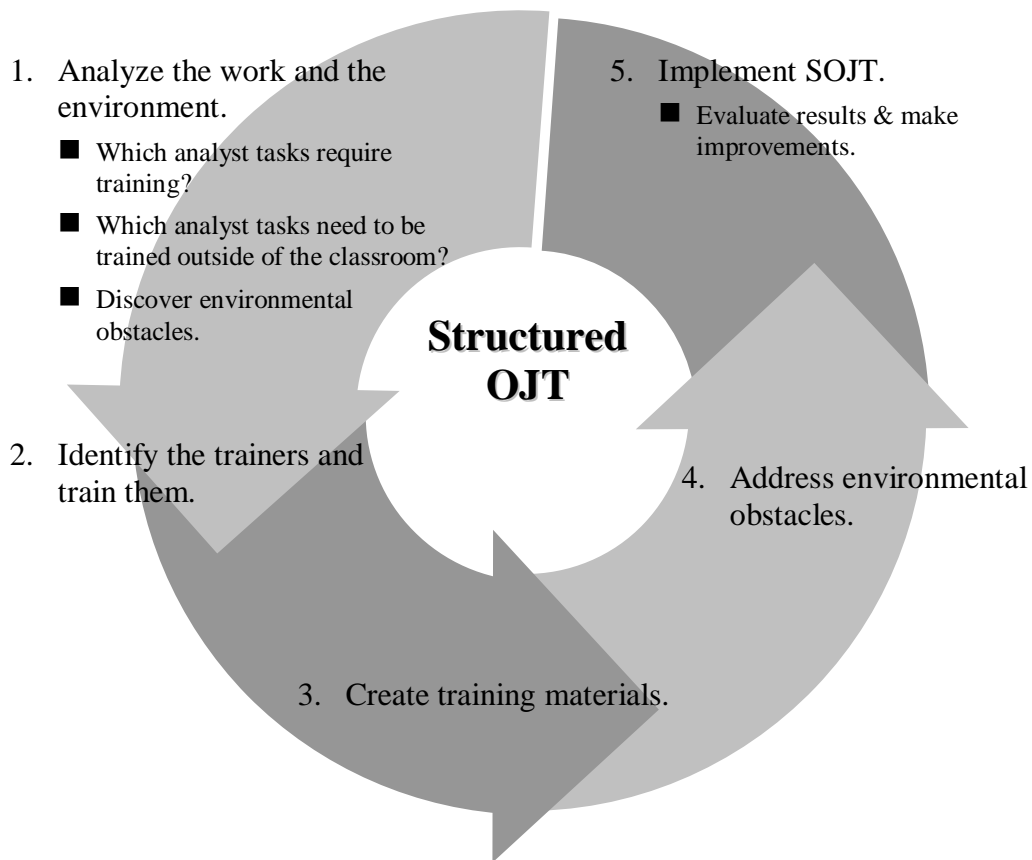 1. Analyze the work and the
environment.
■ Which analyst tasks require
training?
■ Which analyst tasks need to be
trained outside of the classroom?
■ Discover environmental
obstacles.
2. Identify the trainers and
train them.
3. Create training materials.
4. Address environmental
obstacles.
5. Implement SOJT.
■ Evaluate results & make
improvements.
Structured
OJT